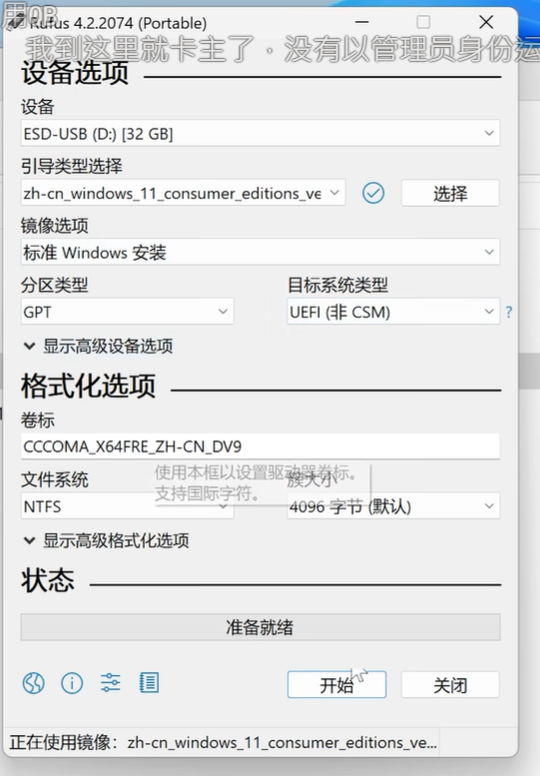 用QR
Rufus 4.2.2074 (Portable)
我到这里就卡主了，没有以管理员身份运
设备选项
设备
ESD-USB (D:) [32 GB]
引导类型选择
zh-cn_windows_11_consumer_editions_ve
选择
镜像选项
标准 Windows 安装
分区类型
目标系统类型
GPT
UEFI (非 CSM)
?
显示高级设备选项
格式化选项
卷标
CCCOMA_X64FRE_ZH-CN_DV9
使用本框以设置驱动器卷标。
支持国际字符。
文件系统
簇大小
NTFS
4096 字节 (默认)
显示高级格式化选项
状态
准备就绪
开始
关闭
正在使用镜像：zh-cn_windows_11_consumer_editions_ve...